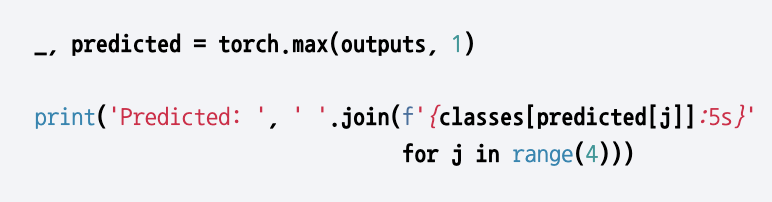 _, predicted = torch.max(outputs, 1)
print('Predicted: ', ' '.join(f'{classes[predicted[j]]:5s}'
for j in range(4)))